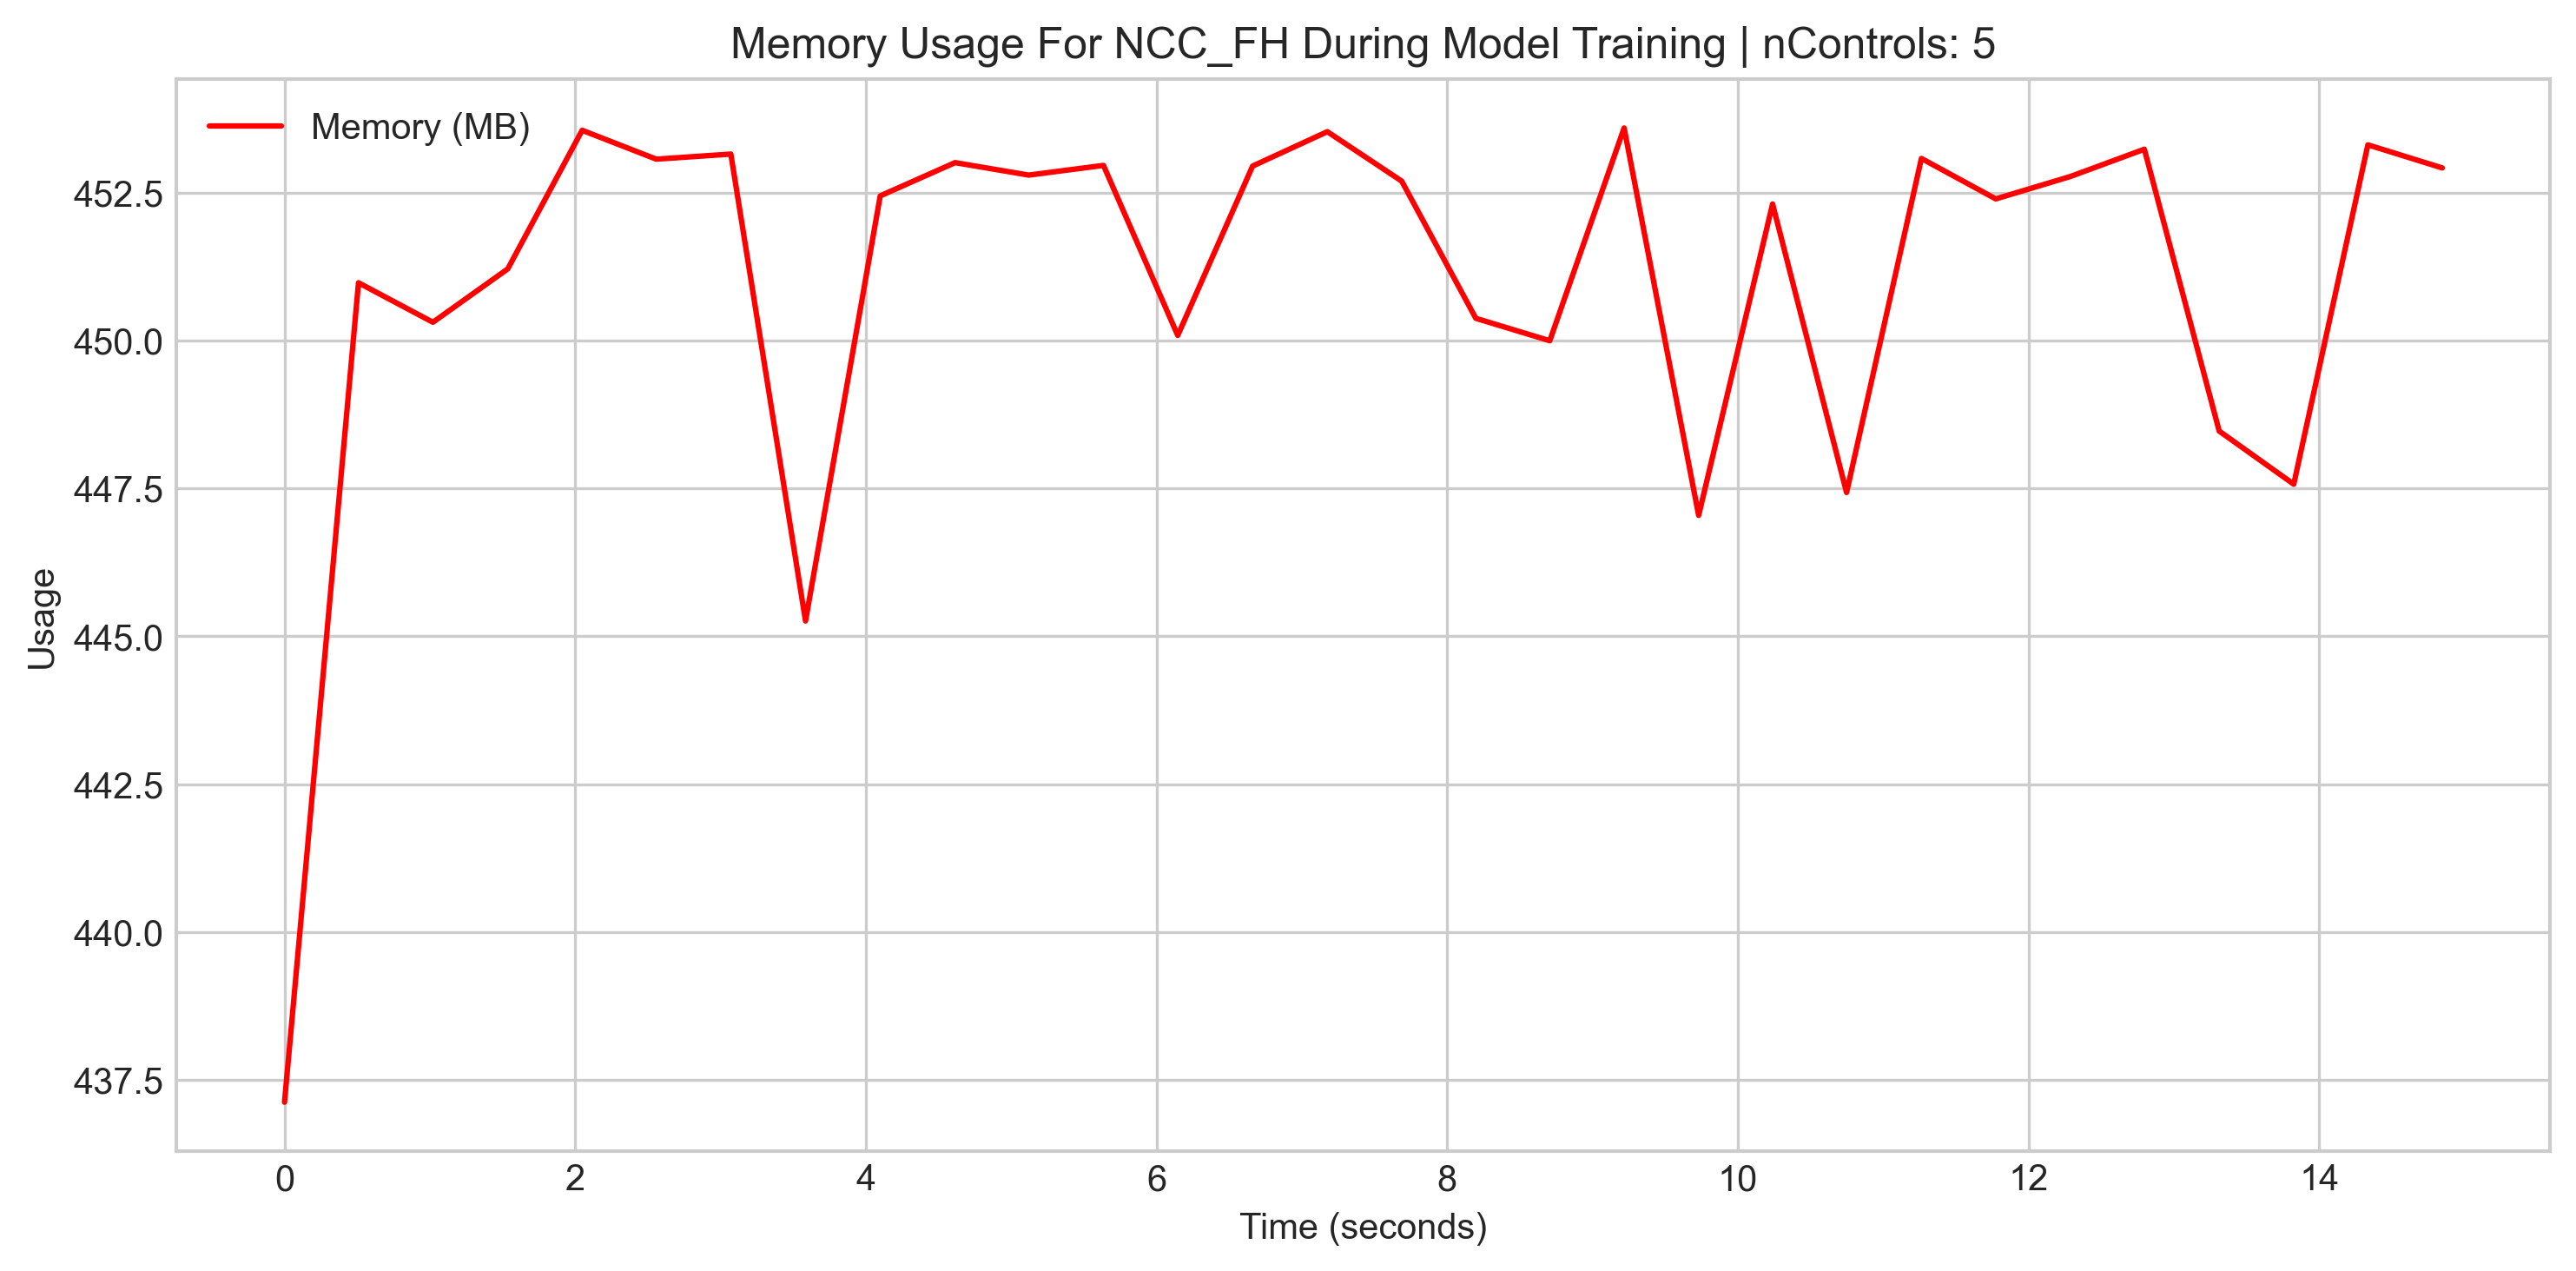 Memory Usage For NCC_FH During Model Training | nControls: 5
Memory (MB)
Usage
452.5
450.0
447.5
445.0
442.5
440.0
437.5
0 2 4 6 8 10 12 14
Time (seconds)